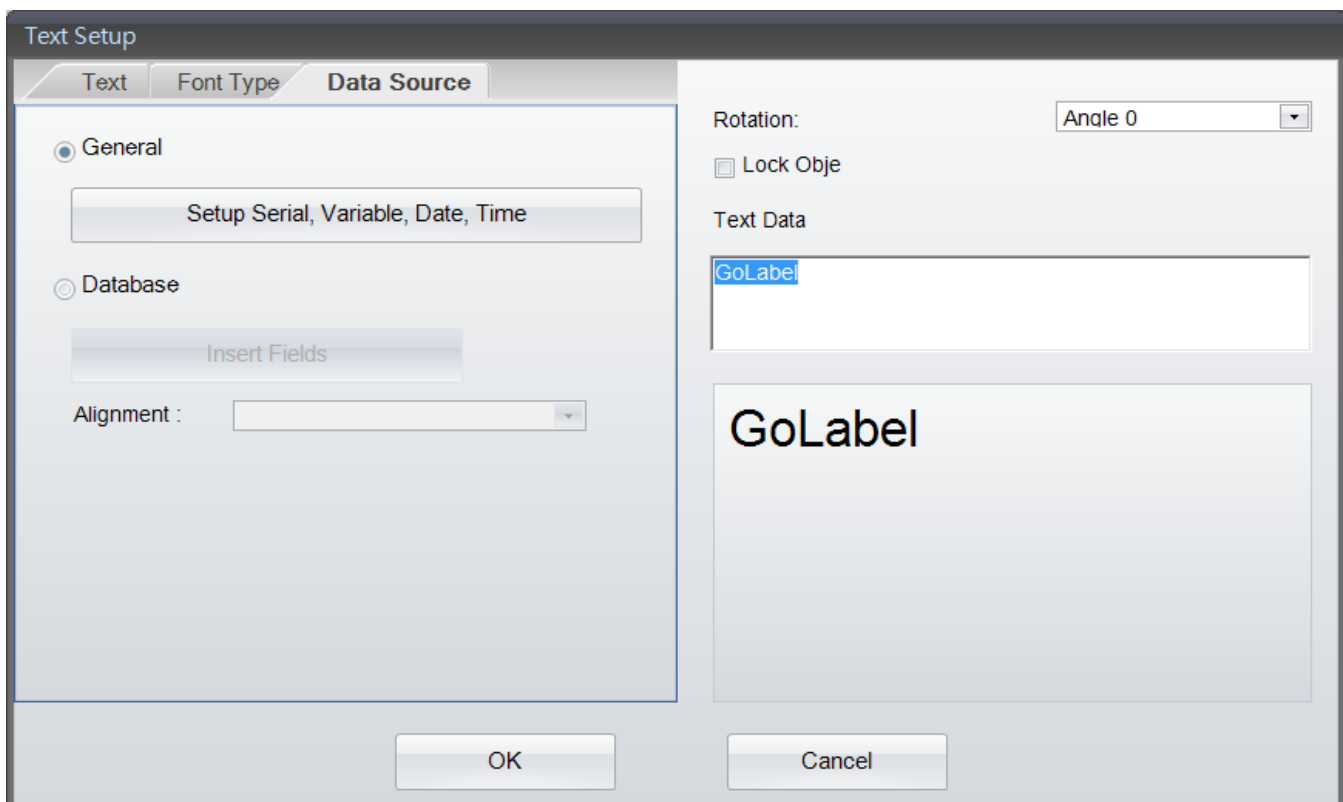 Text Setup
Text Font Type Data Source
General
Setup Serial, Variable, Date, Time
Database
Insert Fields
Alignment :
Rotation: Angle 0
Lock Obje
Text Data
GoLabel
GoLabel
OK Cancel